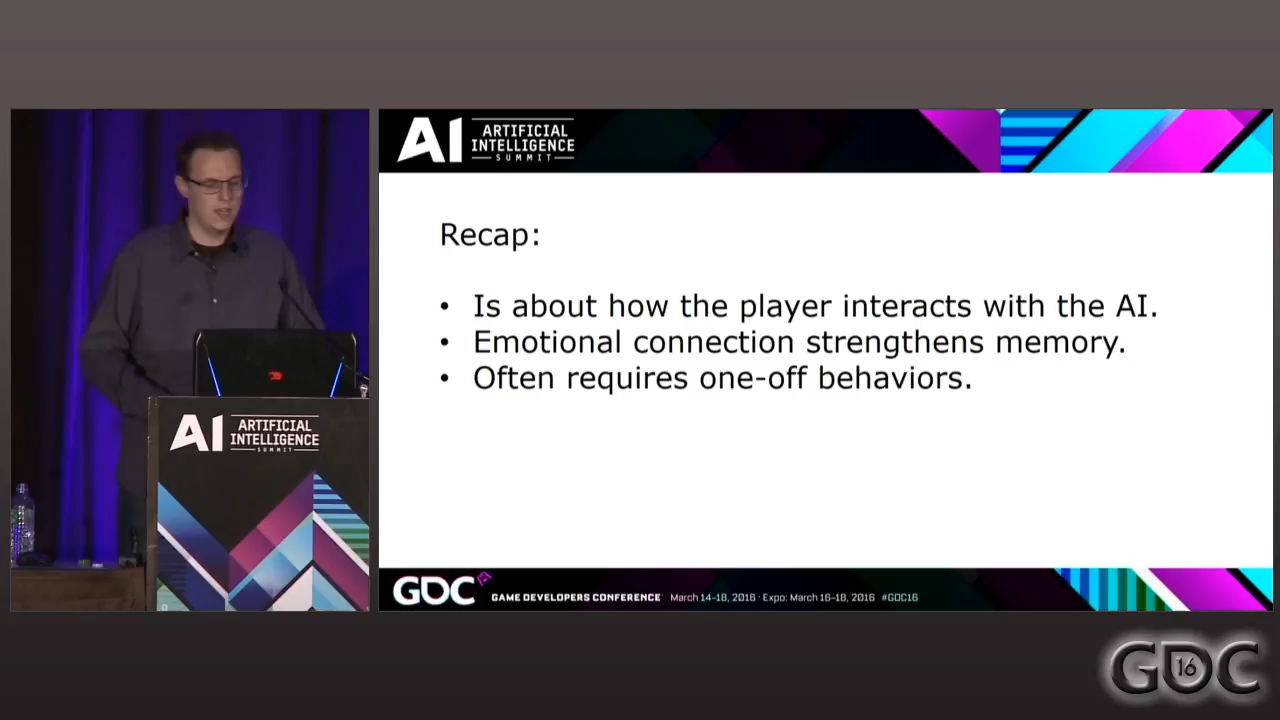 AI ARTIFICIAL
INTELLIGENCE
SUMMIT
Recap:
• Is about how the player interacts with the AI.
• Emotional connection strengthens memory.
• Often requires one-off behaviors.
AI ARTIFICIAL
INTELLIGENCE
SUMMIT
GDC GAME DEVELOPERS CONFERENCE March 14-18, 2016 · Expo: March 16-18, 2016 #GDC16
GDC 16